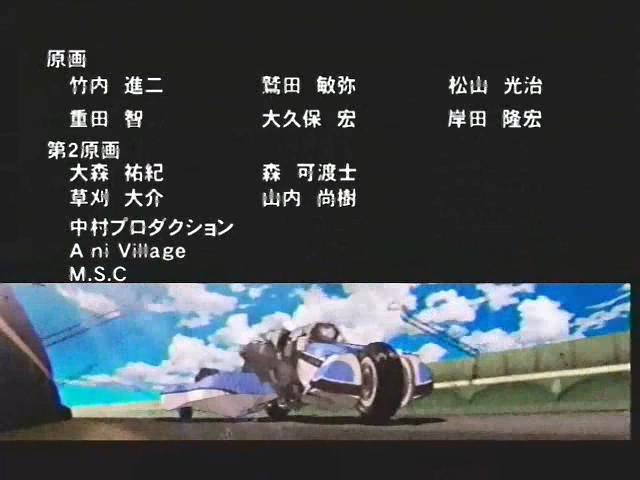 原画
竹内 進二 鷲田 敏弥 松山 光治
重田 智 大久保 宏 岸田 隆宏
第2原画
大森 祐紀 森 可渡士
草刈 大介 山内 尚樹
中村プロダクション
Ani Village
M.S.C